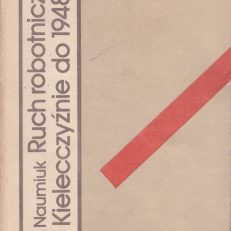 Naumiuk Ruch robotnicz
Kielecczyźnie do 1948